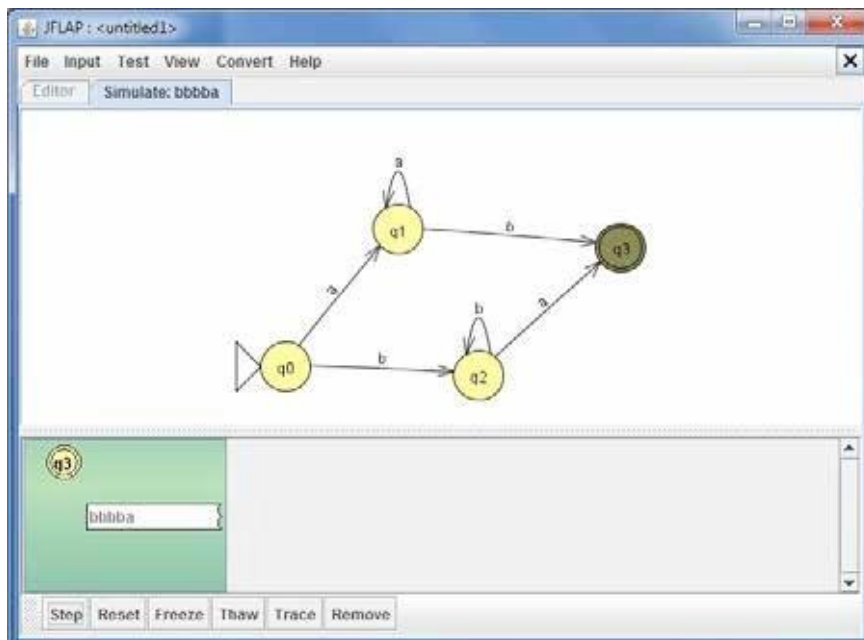 JFLAP : <untitled1>
File Input Test View Convert Help
Editor Simulate: bbbba
a
q1
b
q3
a
b
a
q0
b
q2
q3
bbbba
Step Reset Freeze Thaw Trace Remove